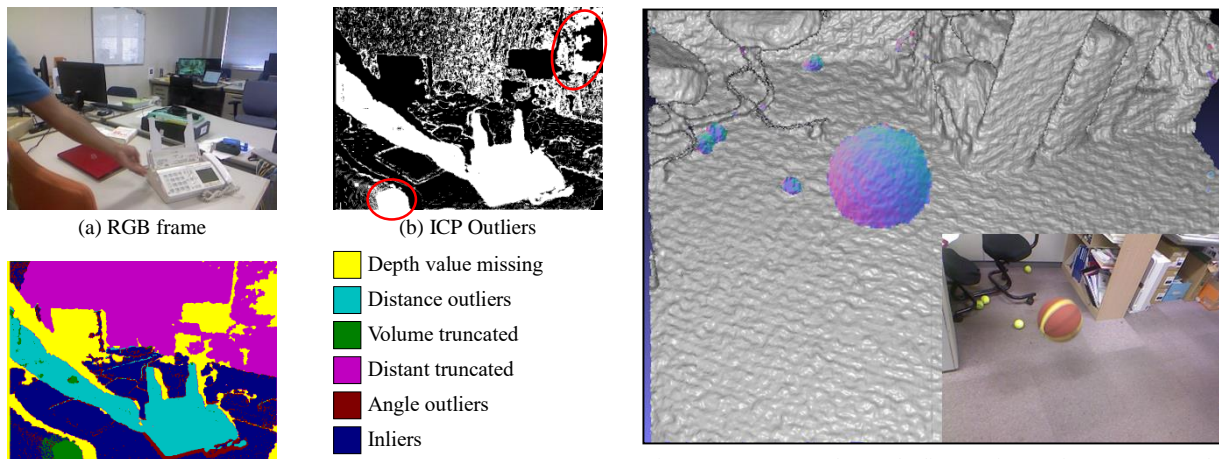 (a) RGB frame
(b) ICP Outliers
Depth value missing
Distance outliers
Volume truncated
Distant truncated
Angle outliers
Inliers